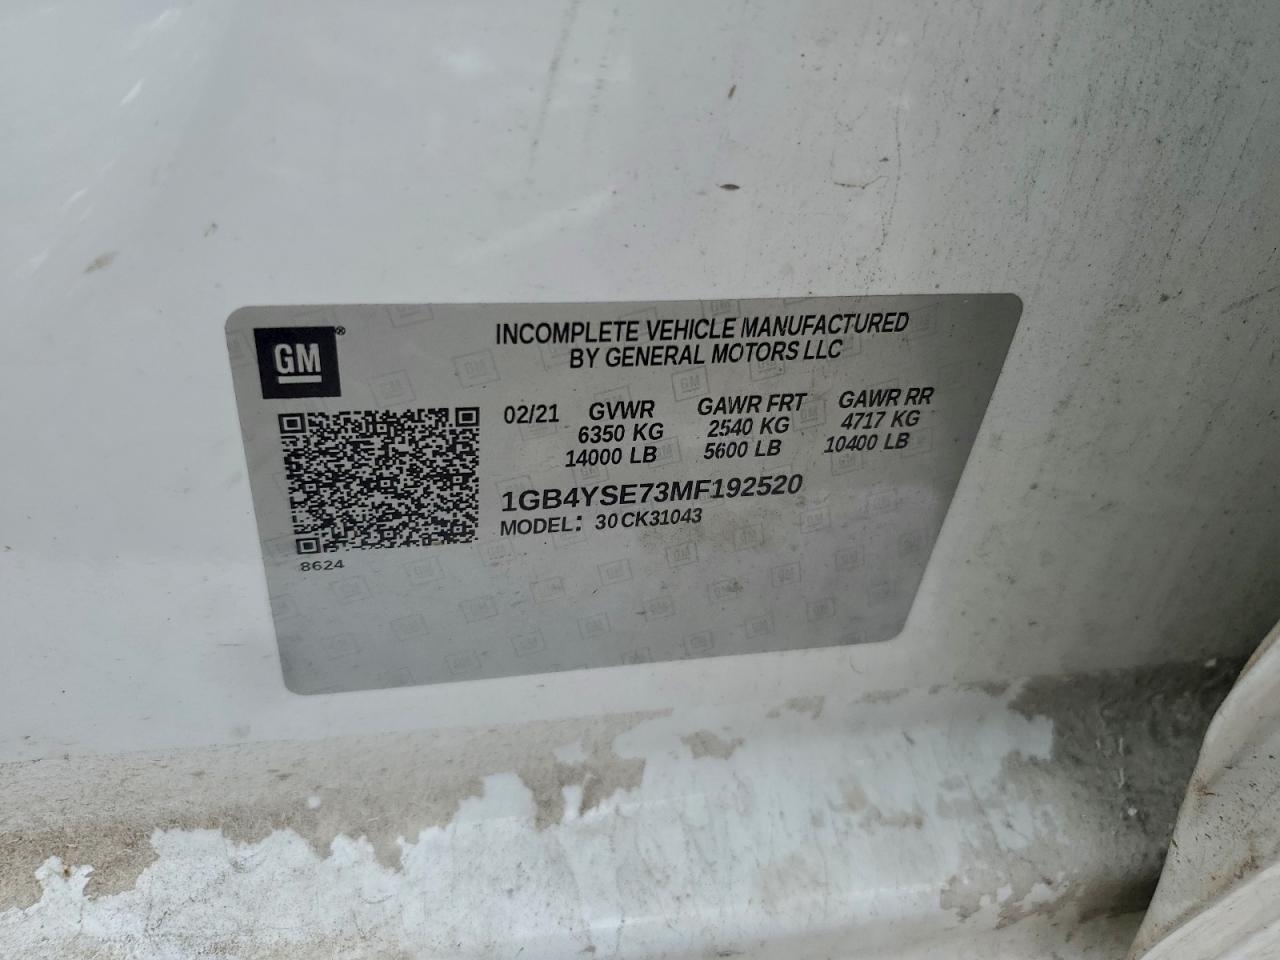 GM®
INCOMPLETE VEHICLE MANUFACTURED
BY GENERAL MOTORS LLC
02/21 GVWR GAWR FRT GAWR RR
6350 KG 2540 KG 4717 KG
14000 LB 5600 LB 10400 LB
1GB4YSE73MF192520
MODEL: 30CK31043
8624